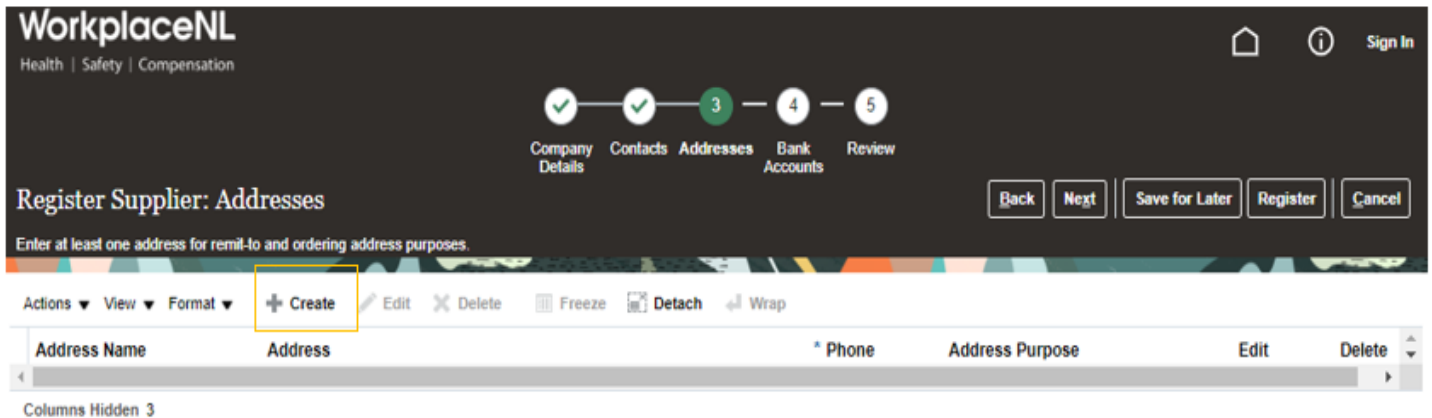 WorkplaceNL
Health | Safety | Compensation
Sign In
3 4 5
Company Details Contacts Addresses Bank Accounts Review
Register Supplier: Addresses
Back Next Save for Later Register Cancel
Enter at least one address for remit-to and ordering address purposes.
Actions View Format Create Edit Delete Freeze Detach Wrap
Address Name Address * Phone Address Purpose Edit Delete
Columns Hidden 3